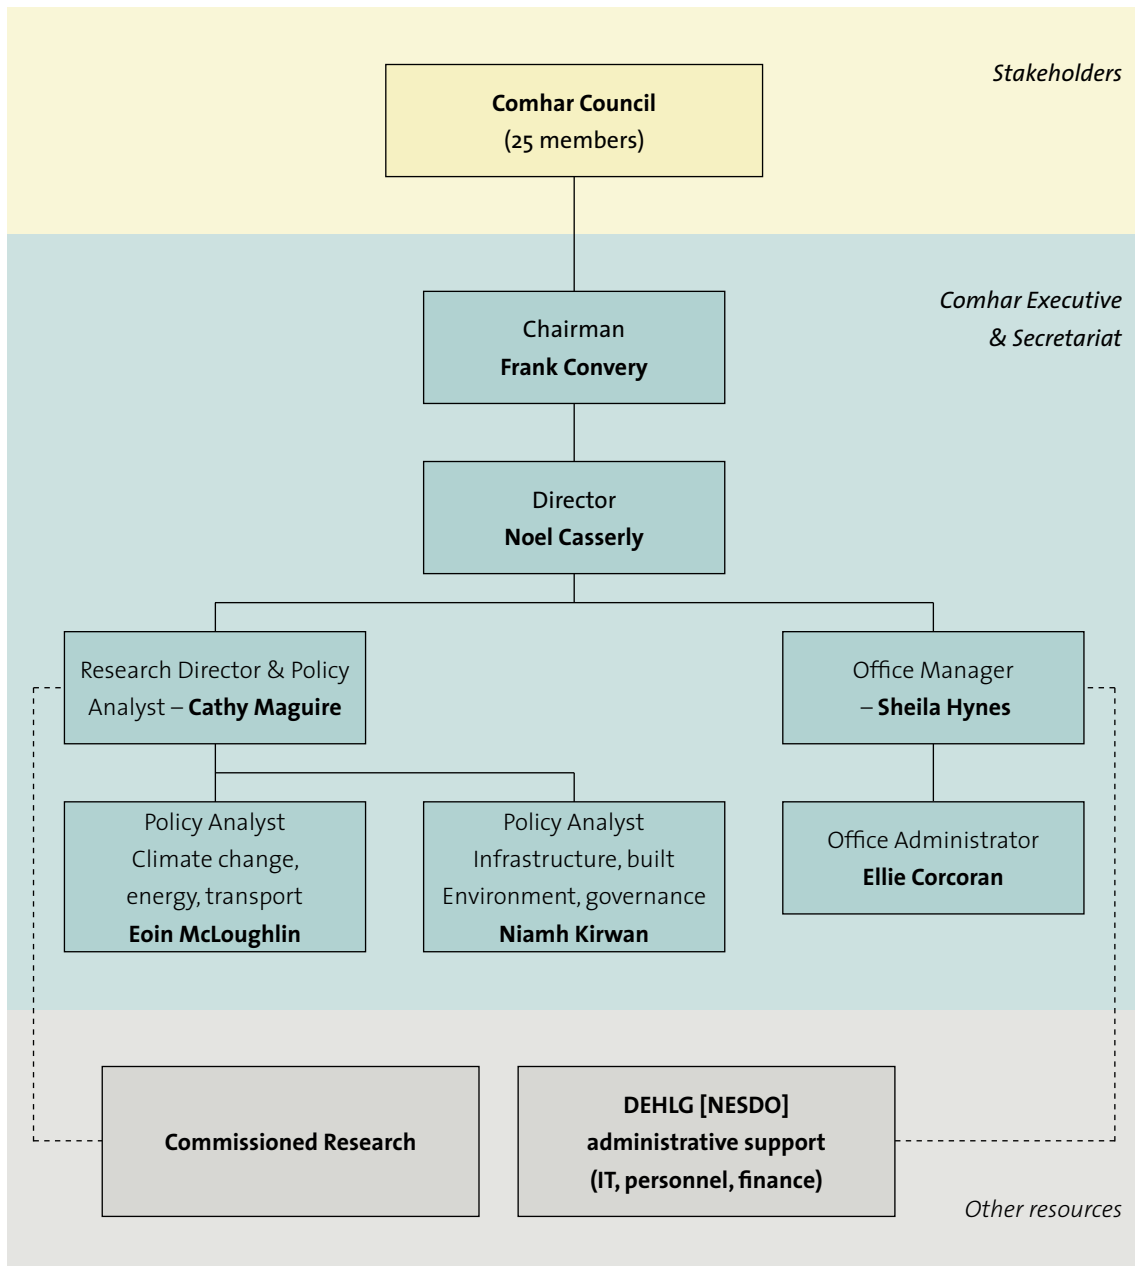 Stakeholders
Comhar Council
(25 members)
Comhar Executive
& Secretariat
Chairman
Frank Convery
Director
Noel Casserly
Research Director & Policy
Analyst – Cathy Maguire
Office Manager
– Sheila Hynes
Policy Analyst
Climate change,
energy, transport
Eoin McLoughlin
Policy Analyst
Infrastructure, built
Environment, governance
Niamh Kirwan
Office Administrator
Ellie Corcoran
Commissioned Research
DEHLG [NESDO]
administrative support
(IT, personnel, finance)
Other resources